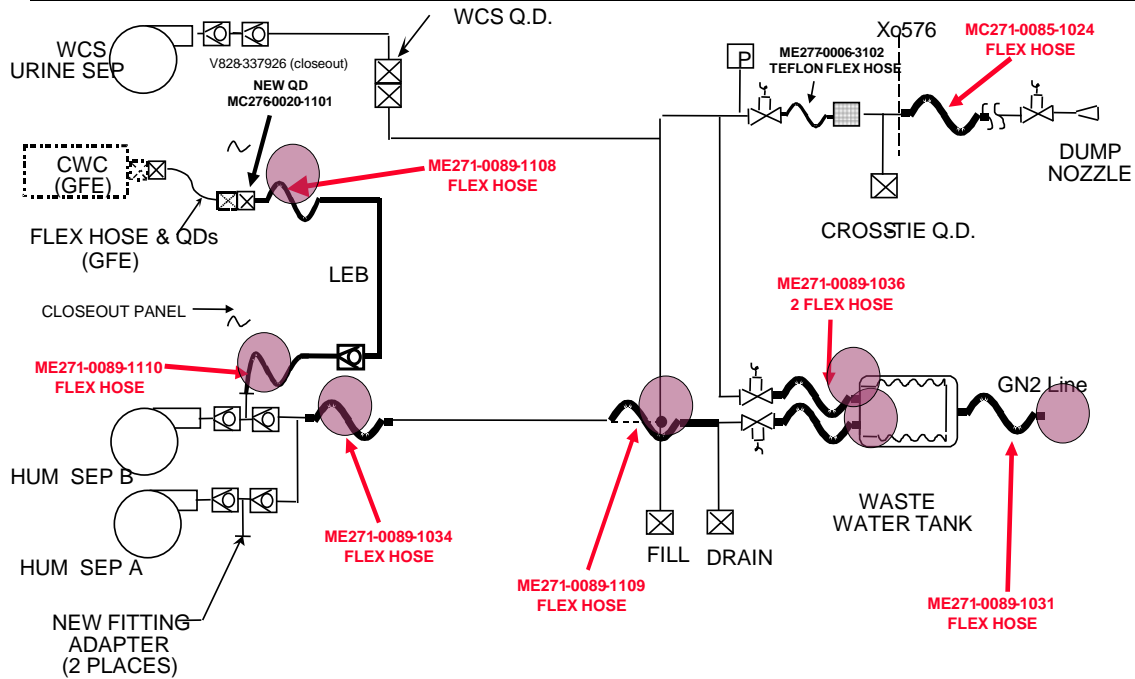 WCS Q.D.
WCS
URINE SEP
V828-337926 (closeout)
NEW QD
MC276-0020-1101
Xo576
MC271-0085-1024
FLEX HOSE
P
ME277-0006-3102
TEFLON FLEX HOSE
DUMP
NOZZLE
CWC
(GFE)
ME271-0089-1108
FLEX HOSE
FLEX HOSE & QDs
(GFE)
CROSSTIE Q.D.
LEB
ME271-0089-1036
2 FLEX HOSE
CLOSEOUT PANEL
ME271-0089-1110
FLEX HOSE
GN2 Line
HUM SEP B
WASTE
WATER TANK
ME271-0089-1034
FLEX HOSE
FILL
DRAIN
HUM SEP A
ME271-0089-1109
FLEX HOSE
ME271-0089-1031
FLEX HOSE
NEW FITTING
ADAPTER
(2 PLACES)